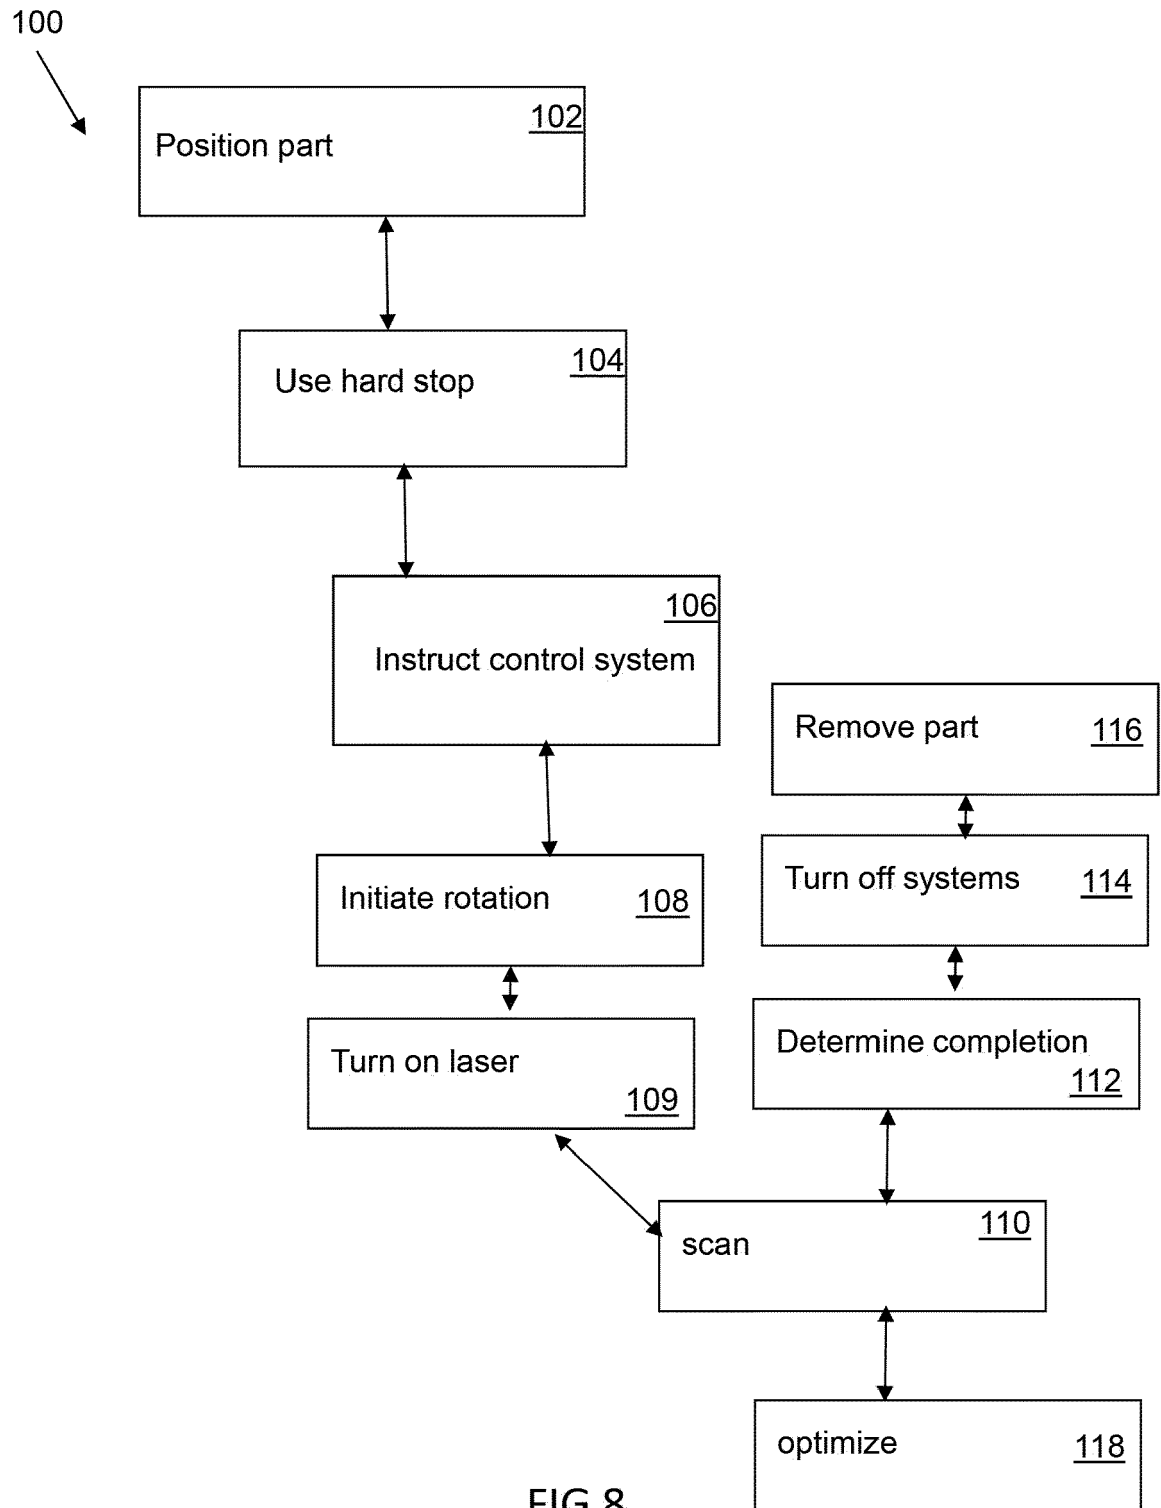 100
102
Position part
104
Use hard stop
106
Instruct control system
Remove part 116
Initiate rotation 108
Turn off systems 114
Turn on laser
109
Determine completion
112
110
scan
optimize 118
FIG 8